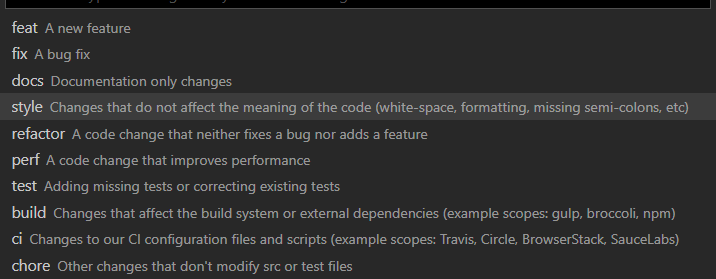 feat A new feature
fix A bug fix
docs Documentation only changes
style Changes that do not affect the meaning of the code (white-space, formatting, missing semi-colons, etc)
refactor A code change that neither fixes a bug nor adds a feature
perf A code change that improves performance
test Adding missing tests or correcting existing tests
build Changes that affect the build system or external dependencies (example scopes: gulp, broccoli, npm)
ci Changes to our CI configuration files and scripts (example scopes: Travis, Circle, BrowserStack, SauceLabs)
chore Other changes that don't modify src or test files